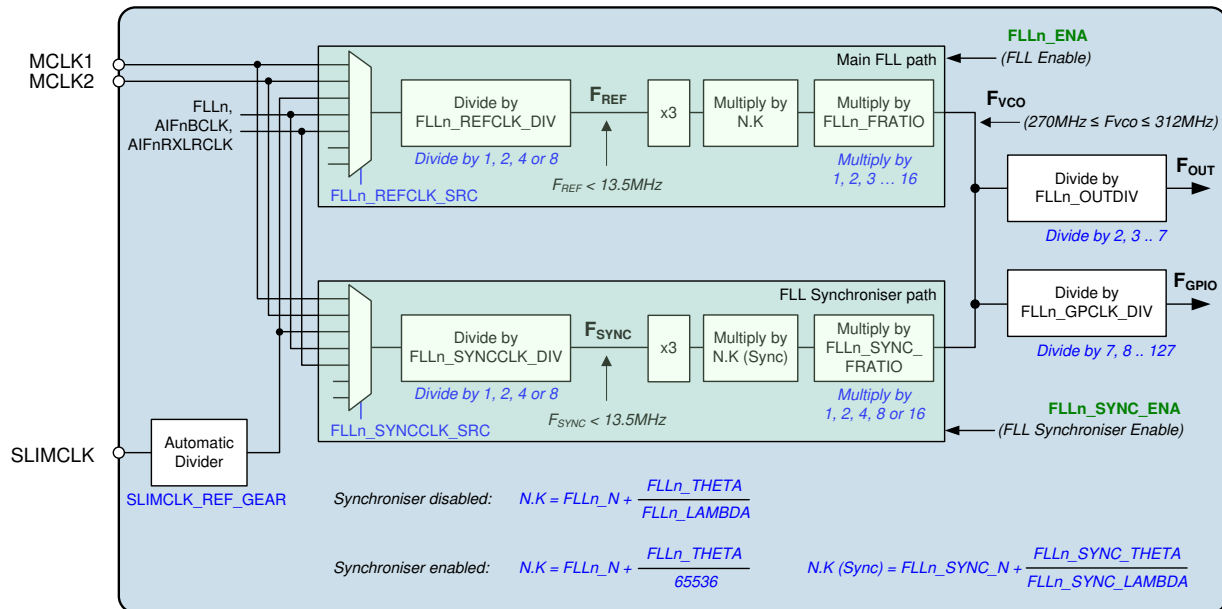 MCLK1
MCLK2
FLLn,
AIFnBCLK,
AIFnRXLRCLK
SLIMCLK
Automatic
Divider
SLIMCLK_REF_GEAR
Main FLL path
Divide by
FLLn_REFCLK_DIV
Divide by 1, 2, 4 or 8
FLLn_REFCLK_SRC
FREF
FREF < 13.5MHz
x3
Multiply by
N.K
Multiply by
FLLn_FRATIO
Multiply by
1, 2, 3 … 16
FLLn_ENA
(FLL Enable)
FVCO
(270MHz ≤ Fvco ≤ 312MHz)
Divide by
FLLn_OUTDIV
Divide by 2, 3 .. 7
FOUT
FLL Synchroniser path
Divide by
FLLn_SYNCCLK_DIV
Divide by 1, 2, 4 or 8
FLLn_SYNCCLK_SRC
FSYNC
FSYNC < 13.5MHz
x3
Multiply by
N.K (Sync)
Multiply by
FLLn_SYNC_
FRATIO
Multiply by
1, 2, 4, 8 or 16
Divide by
FLLn_GPCLK_DIV
Divide by 7, 8 .. 127
FGPIO
FLLn_SYNC_ENA
(FLL Synchroniser Enable)
Synchroniser disabled: N.K = FLLn_N + FLLn_THETA
FLLn_LAMBDA
Synchroniser enabled: N.K = FLLn_N + FLLn_THETA
65536
N.K (Sync) = FLLn_SYNC_N + FLLn_SYNC_THETA
FLLn_SYNC_LAMBDA